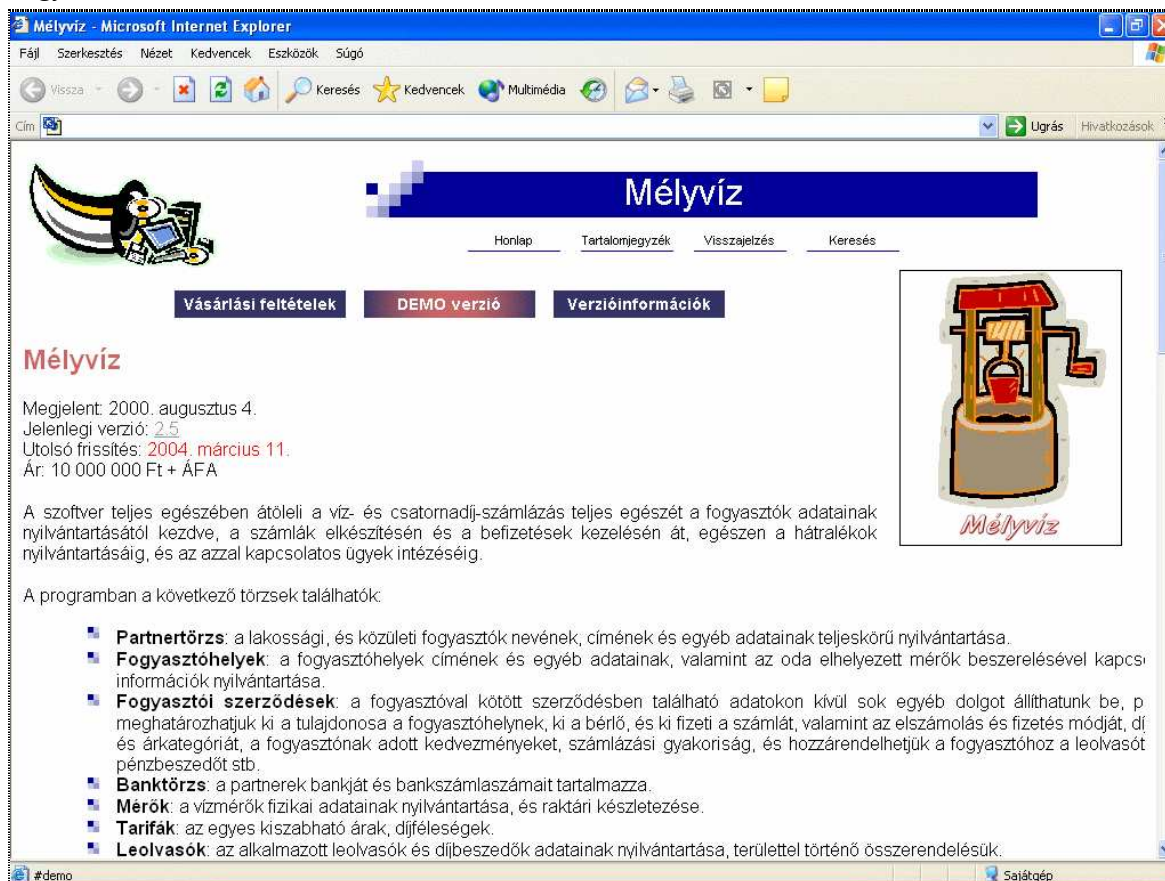 Mélyvíz - Microsoft Internet Explorer
Fájl Szerkesztés Nézet Kedvencek Eszközök Súgó
Vissza Keresés Kedvencek Multimédia
Cím Ugrás Hivatkozások
Mélyvíz
Honlap Tartalomjegyzék Visszajelzés Keresés
Vásárlási feltételek DEMO verzió Verzióinformációk
Mélyvíz
Megjelent: 2000. augusztus 4.
Jelenlegi verzió: 2.5
Utolsó frissítés: 2004. március 11.
Ár: 10 000 000 Ft + ÁFA
Mélyvíz
A szoftver teljes egészében átöleli a víz- és csatornadíj-számlázás teljes egészét a fogyasztók adatainak
nyilvántartásától kezdve, a számlák elkészítésén és a befizetések kezelésén át, egészen a hátralékok
nyilvántartásáig, és az azzal kapcsolatos ügyek intézéséig.
A programban a következő törzsek találhatók:
Partnertörzs: a lakossági, és közületi fogyasztók nevének, címének és egyéb adatainak teljeskörű nyilvántartása.
Fogyasztóhelyek: a fogyasztóhelyek címének és egyéb adatainak, valamint az oda elhelyezett mérők beszerelésével
információk nyilvántartása.
Fogyasztói szerződések: a fogyasztóval kötött szerződésben található adatokon kívül sok egyéb dolgot állíthatunk be,
meghatározhatjuk ki a tulajdonosa a fogyasztóhelynek, ki a bérlő, és ki fizeti a számlát, valamint az elszámolás és fizetés módját,
és árkategóriát, a fogyasztónak adott kedvezményeket, számlázási gyakoriság, és hozzárendelhetjük a fogyasztóhoz a leolvasót
pénzbeszedőt stb.
Banktörzs: a partnerek bankját és bankszámlaszámait tartalmazza.
Mérők: a vízmérők fizikai adatainak nyilvántartása, és raktári készletezése.
Tarifák: az egyes kiszabható árak, díjféleségek.
Leolvasók: az alkalmazott leolvasók és díjbeszedők adatainak nyilvántartása, területtel történő összerendelésük.
#demo Sajátgép